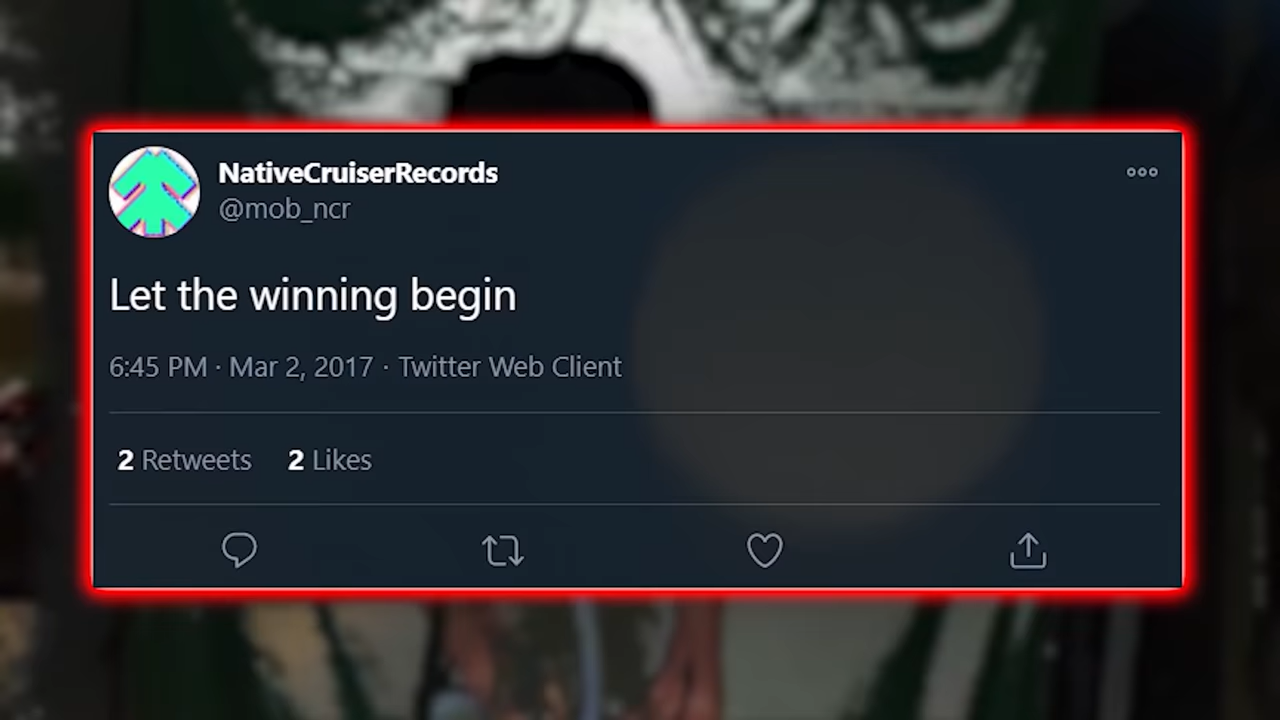 NativeCruiserRecords
@mob_ncr
Let the winning begin
6:45 PM · Mar 2, 2017 · Twitter Web Client
2 Retweets 2 Likes